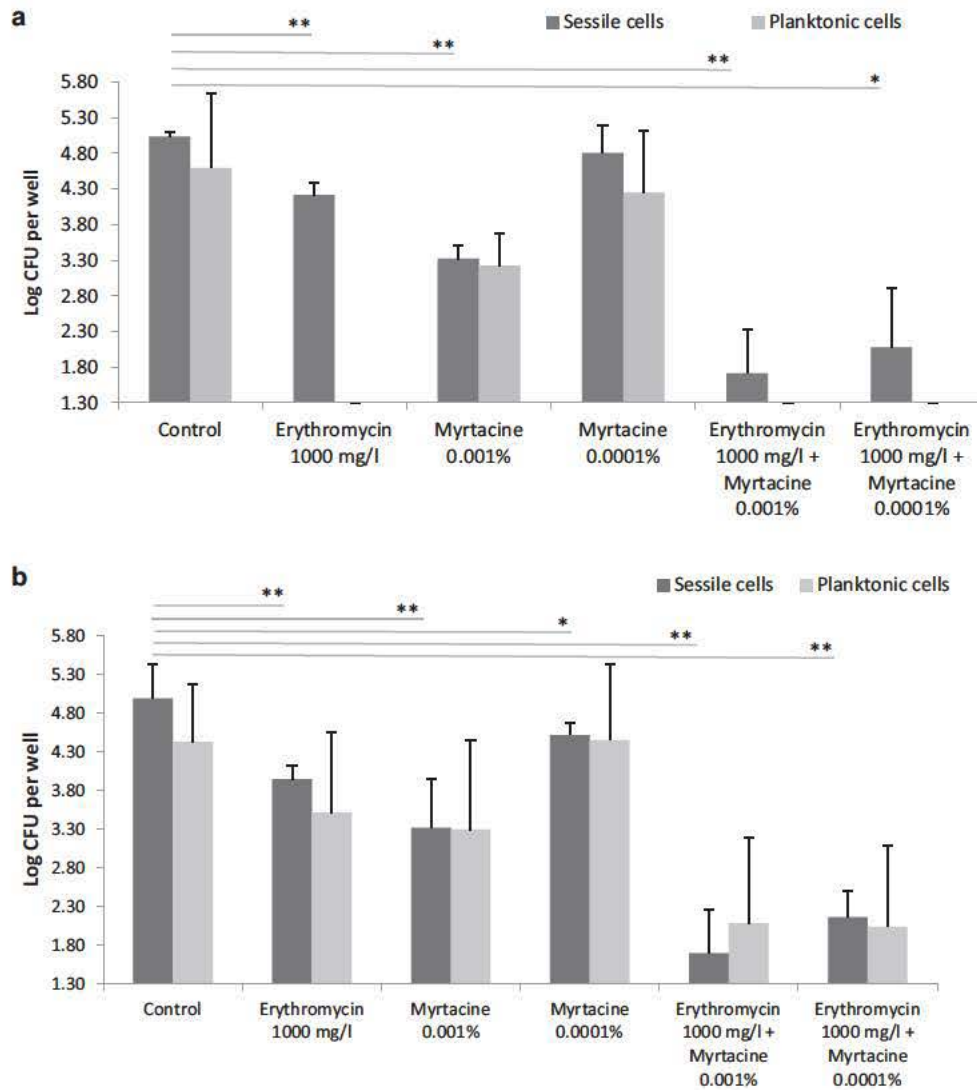 a
Sessile cells Planktonic cells
**
**
**
*
Log CFU per well
5.80
5.30
4.80
4.30
3.80
3.30
2.80
2.30
1.80
1.30
Control Erythromycin Myrtacine Myrtacine Erythromycin Erythromycin
1000 mg/l 0.001% 0.0001% 1000 mg/l + 1000 mg/l +
Myrtacine Myrtacine
0.001% 0.0001%
b
Sessile cells Planktonic cells
**
**
*
**
**
Log CFU per well
5.80
5.30
4.80
4.30
3.80
3.30
2.80
2.30
1.80
1.30
Control Erythromycin Myrtacine Myrtacine Erythromycin Erythromycin
1000 mg/l 0.001% 0.0001% 1000 mg/l + 1000 mg/l +
Myrtacine Myrtacine
0.001% 0.0001%